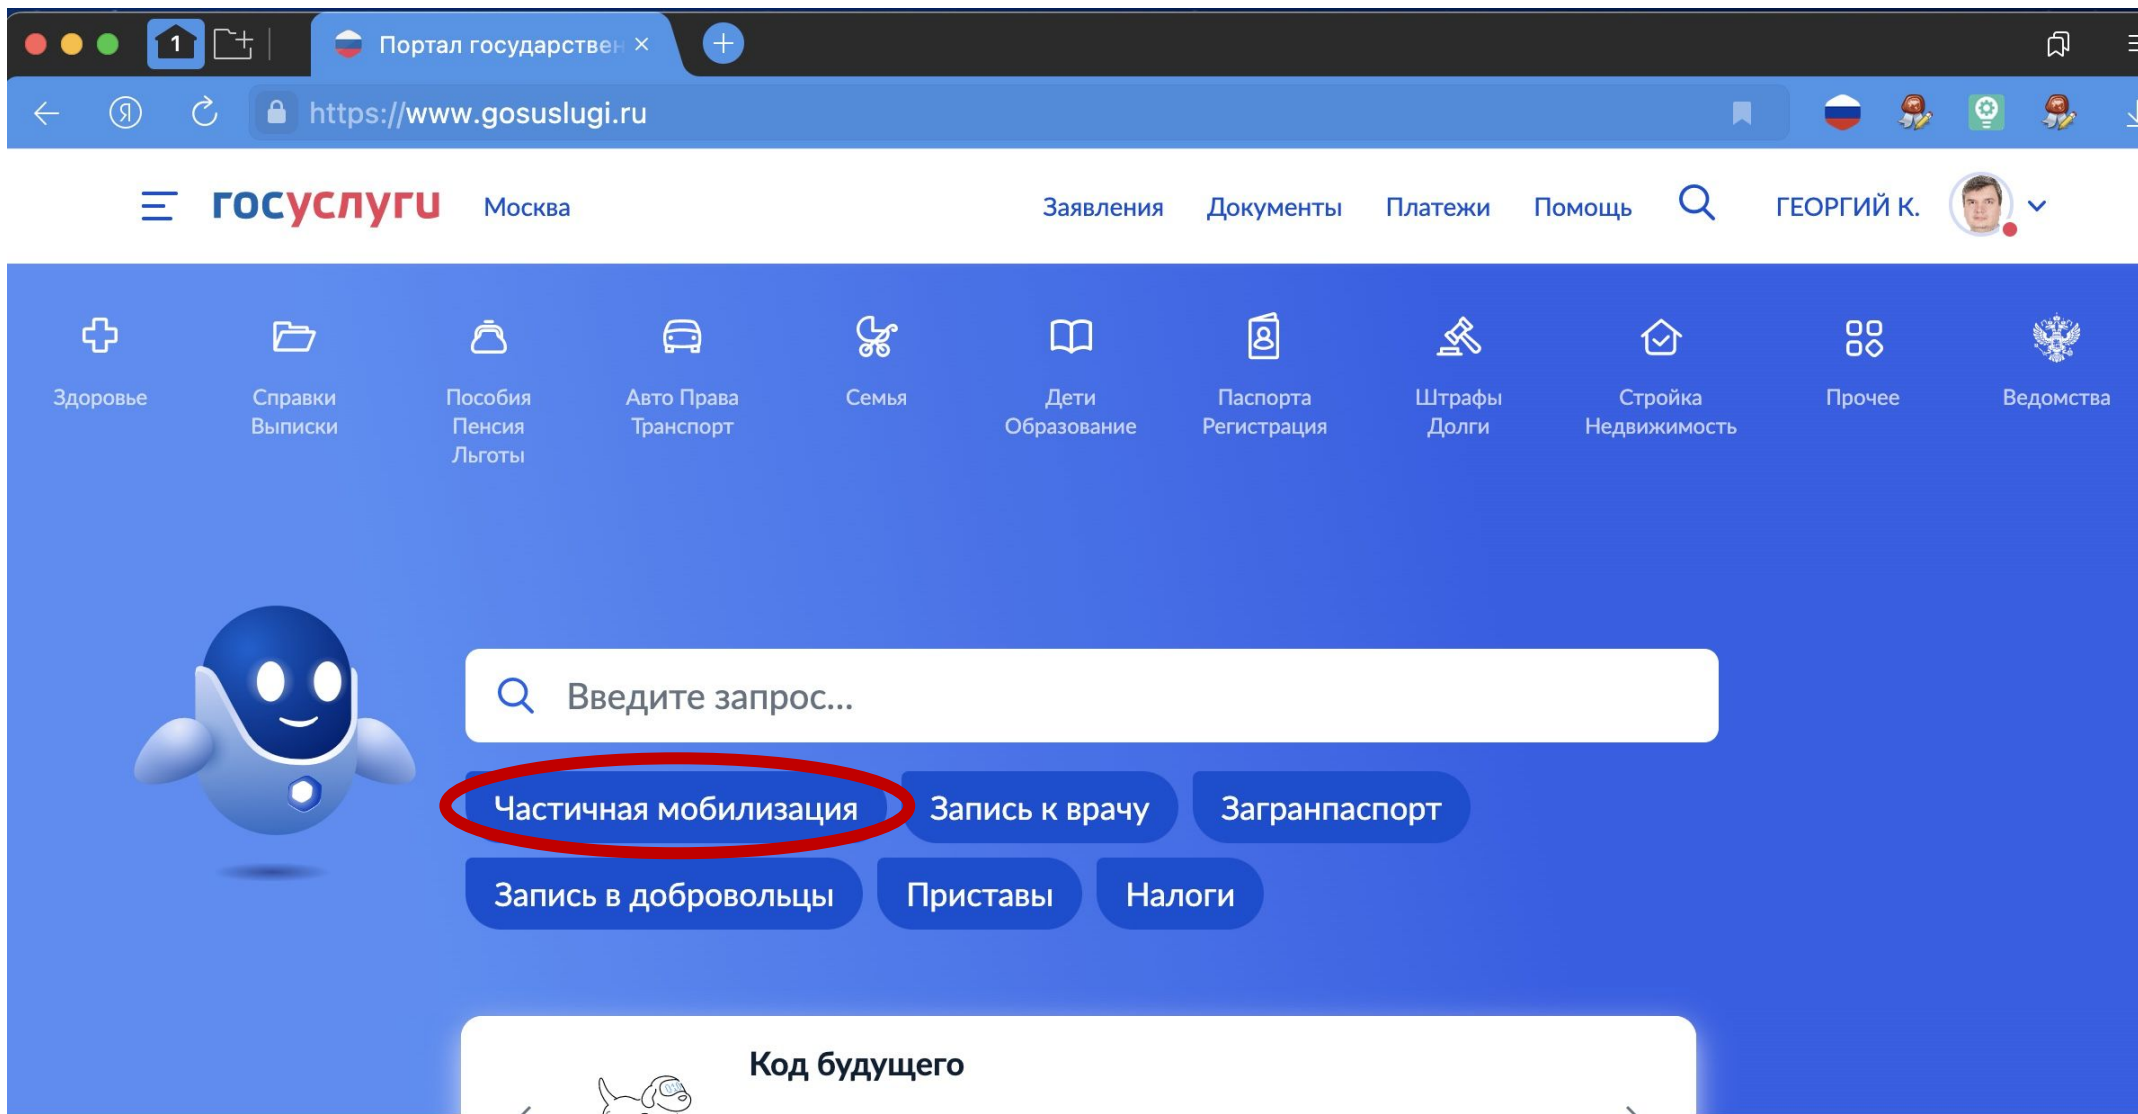 1
Портал государствен
https://www.gosuslugi.ru
госуслуги
Москва
Заявления
Документы
Платежи
Помощь
ГЕОРГИЙ К.
Здоровье
Справки
Выписки
Пособия
Пенсия
Льготы
Авто Права
Транспорт
Семья
Дети
Образование
Паспорта
Регистрация
Штрафы
Долги
Стройка
Недвижимость
Прочее
Ведомства
Введите запрос...
Частичная мобилизация
Запись к врачу
Загранпаспорт
Запись в добровольцы
Приставы
Налоги
Код будущего